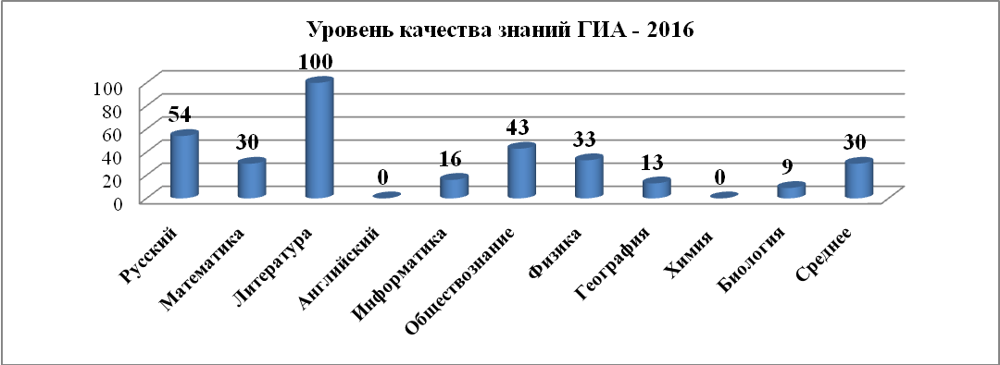 Уровень качества знаний ГИА - 2016
100
80
60
40
20
0
54
30
100
0
16
43
33
13
0
9
30
Русский
Математика
Литература
Английский
Информатика
Обществознание
Физика
География
Химия
Биология
Среднее